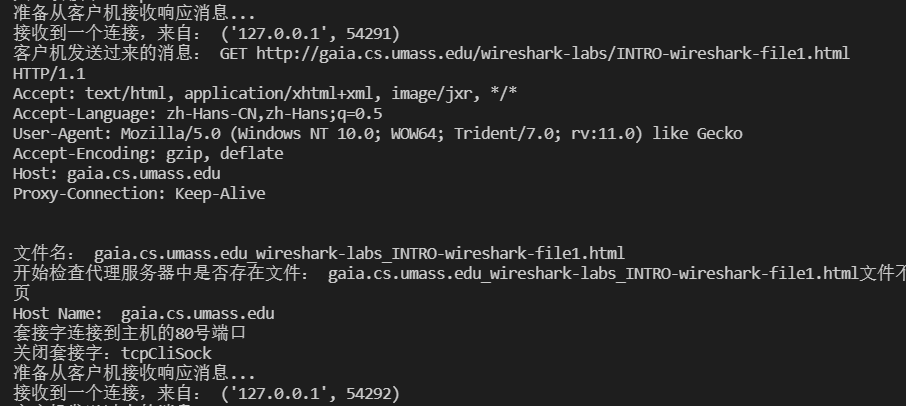 准备从客户机接收响应消息...
接收到一个连接，来自： ('127.0.0.1', 54291)
客户机发送过来的消息： GET http://gaia.cs.umass.edu/wireshark-labs/INTRO-wireshark-file1.html
HTTP/1.1
Accept: text/html, application/xhtml+xml, image/jxr, */*
Accept-Language: zh-Hans-CN,zh-Hans;q=0.5
User-Agent: Mozilla/5.0 (Windows NT 10.0; WOW64; Trident/7.0; rv:11.0) like Gecko
Accept-Encoding: gzip, deflate
Host: gaia.cs.umass.edu
Proxy-Connection: Keep-Alive
文件名： gaia.cs.umass.edu_wireshark-labs_INTRO-wireshark-file1.html
开始检查代理服务器中是否存在文件： gaia.cs.umass.edu_wireshark-labs_INTRO-wireshark-file1.html文件不
页
Host Name:  gaia.cs.umass.edu
套接字连接到主机的80号端口
关闭套接字：tcpCliSock
准备从客户机接收响应消息...
接收到一个连接，来自： ('127.0.0.1', 54292)